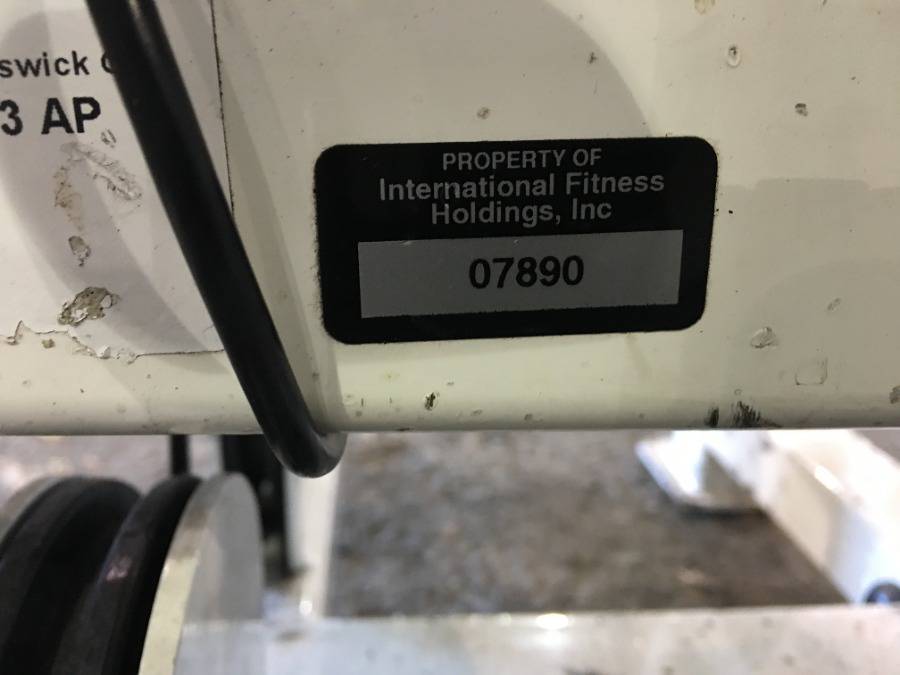 3 AP
PROPERTY OF
International Fitness
Holdings, Inc
07890